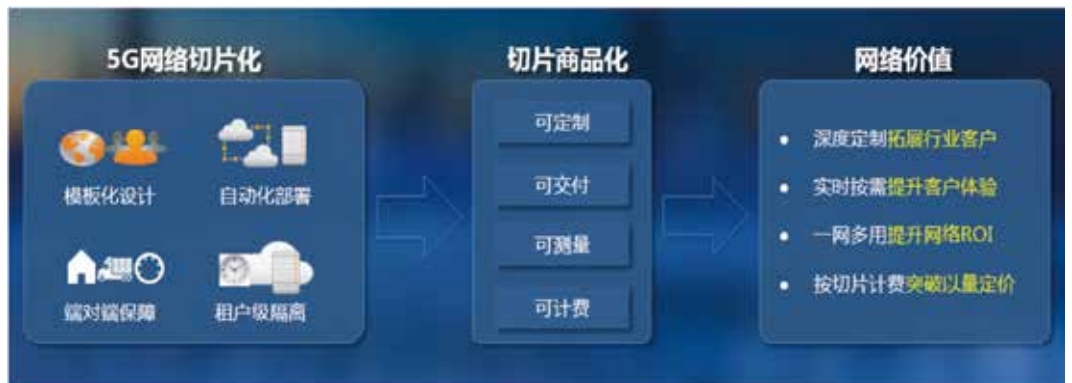 5G网络切片化
模板化设计
自动化部署
端对端保障
租户级隔离
切片商品化
可定制
可交付
可测量
可计费
网络价值
• 深度定制拓展行业客户
• 实时按需提升客户体验
• 一网多用提升网络ROI
• 按切片计费突破以量定价